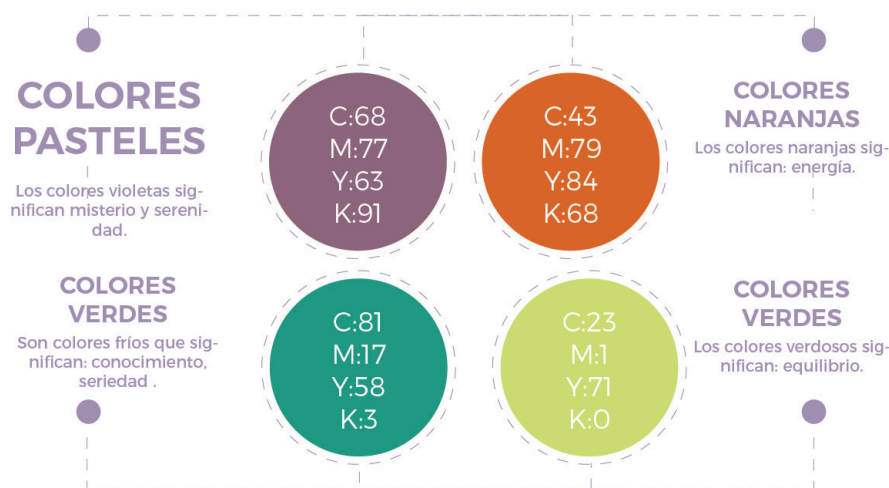 COLORES
PASTELES
Los colores violetas sig-
nifican misterio y sereni-
dad.
C:68
M:77
Y:63
K:91
C:43
M:79
Y:84
K:68
COLORES
NARANJAS
Los colores naranjas sig-
nifican: energía.
COLORES
VERDES
Son colores fríos que sig-
nifican: conocimiento,
seriedad .
C:81
M:17
Y:58
K:3
C:23
M:1
Y:71
K:0
COLORES
VERDES
Los colores verdosos sig-
nifican: equilibrio.